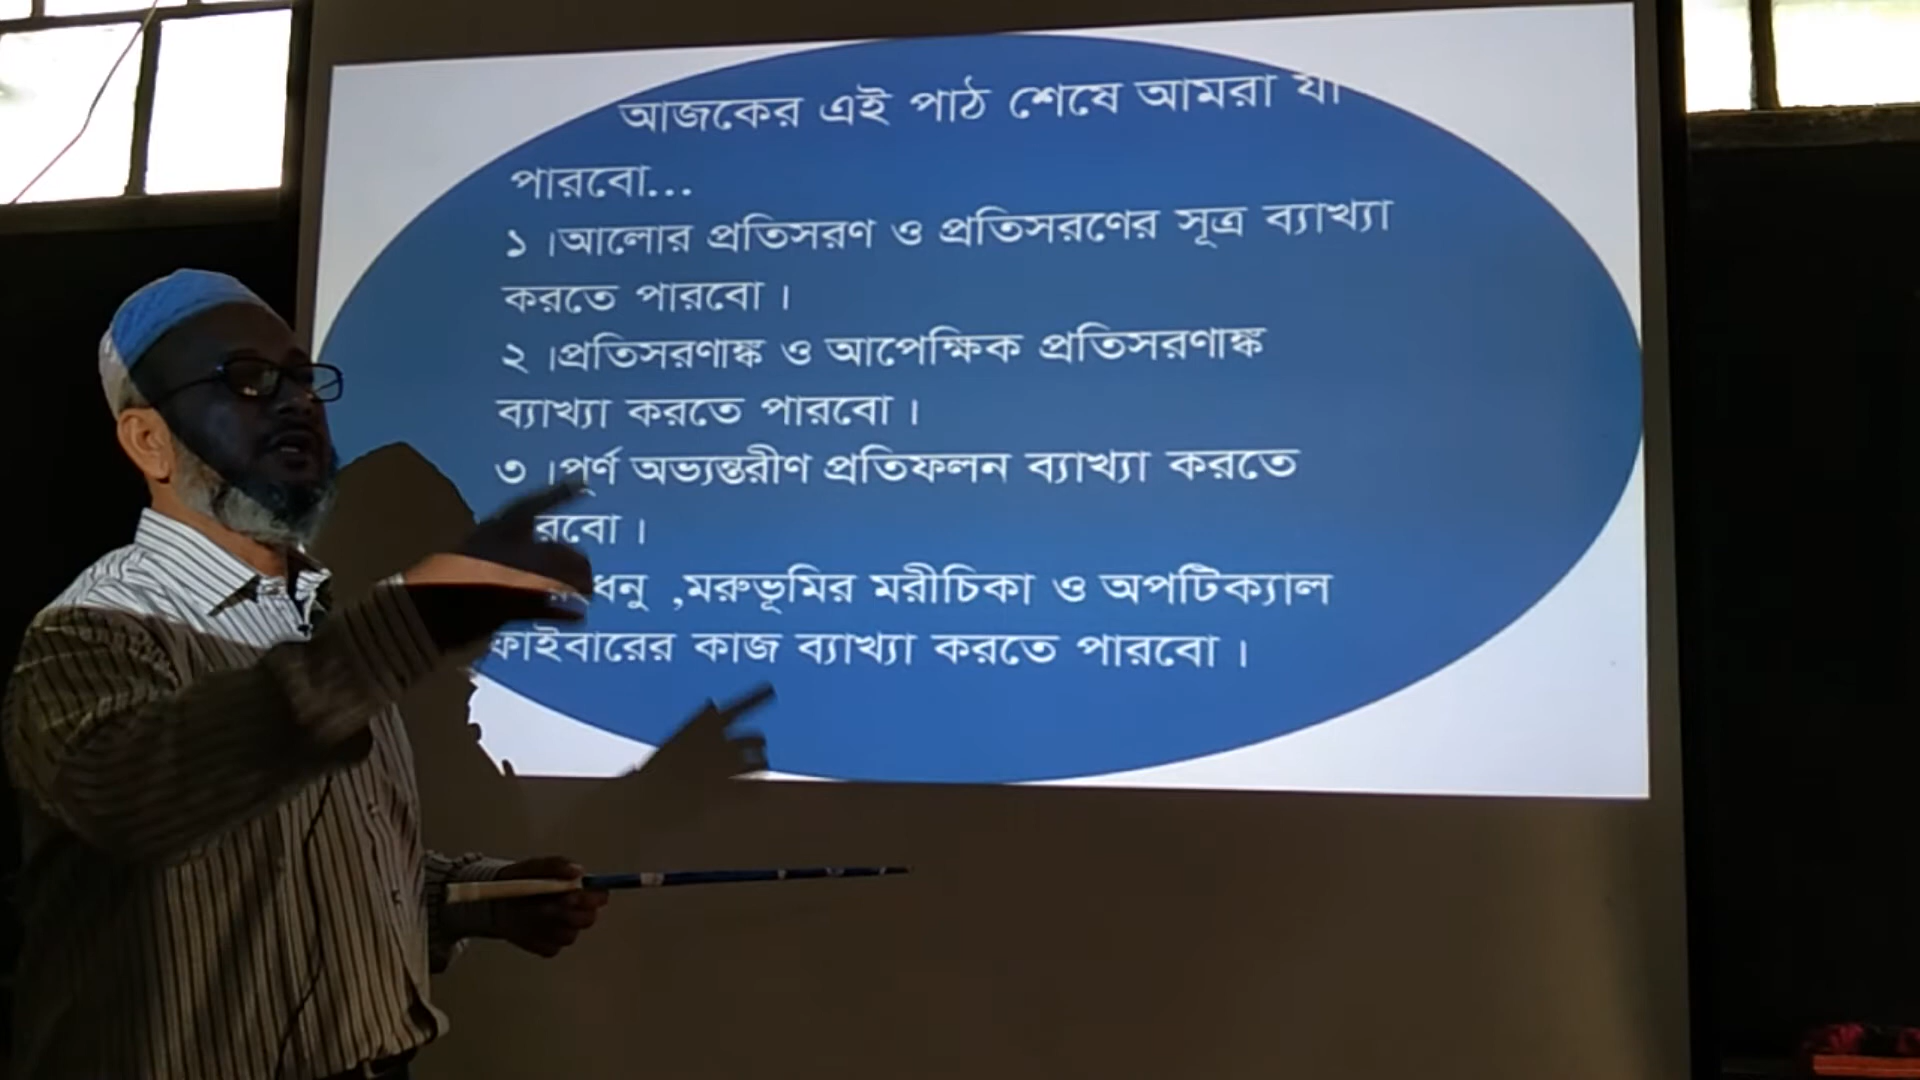 আজকের এই পাঠ শেষে আমরা যা
পারবো...
১।আলোর প্রতিসরণ ও প্রতিসরণের সূত্র ব্যাখ্যা
করতে পারবো।
২।প্রতিসরণাঙ্ক ও আপেক্ষিক প্রতিসরণাঙ্ক
ব্যাখ্যা করতে পারবো।
৩।পূর্ণ অভ্যন্তরীণ প্রতিফলন ব্যাখ্যা করতে
রবো।
ধনু ,মরুভূমির মরীচিকা ও অপটিক্যাল
ফাইবারের কাজ ব্যাখ্যা করতে পারবো।